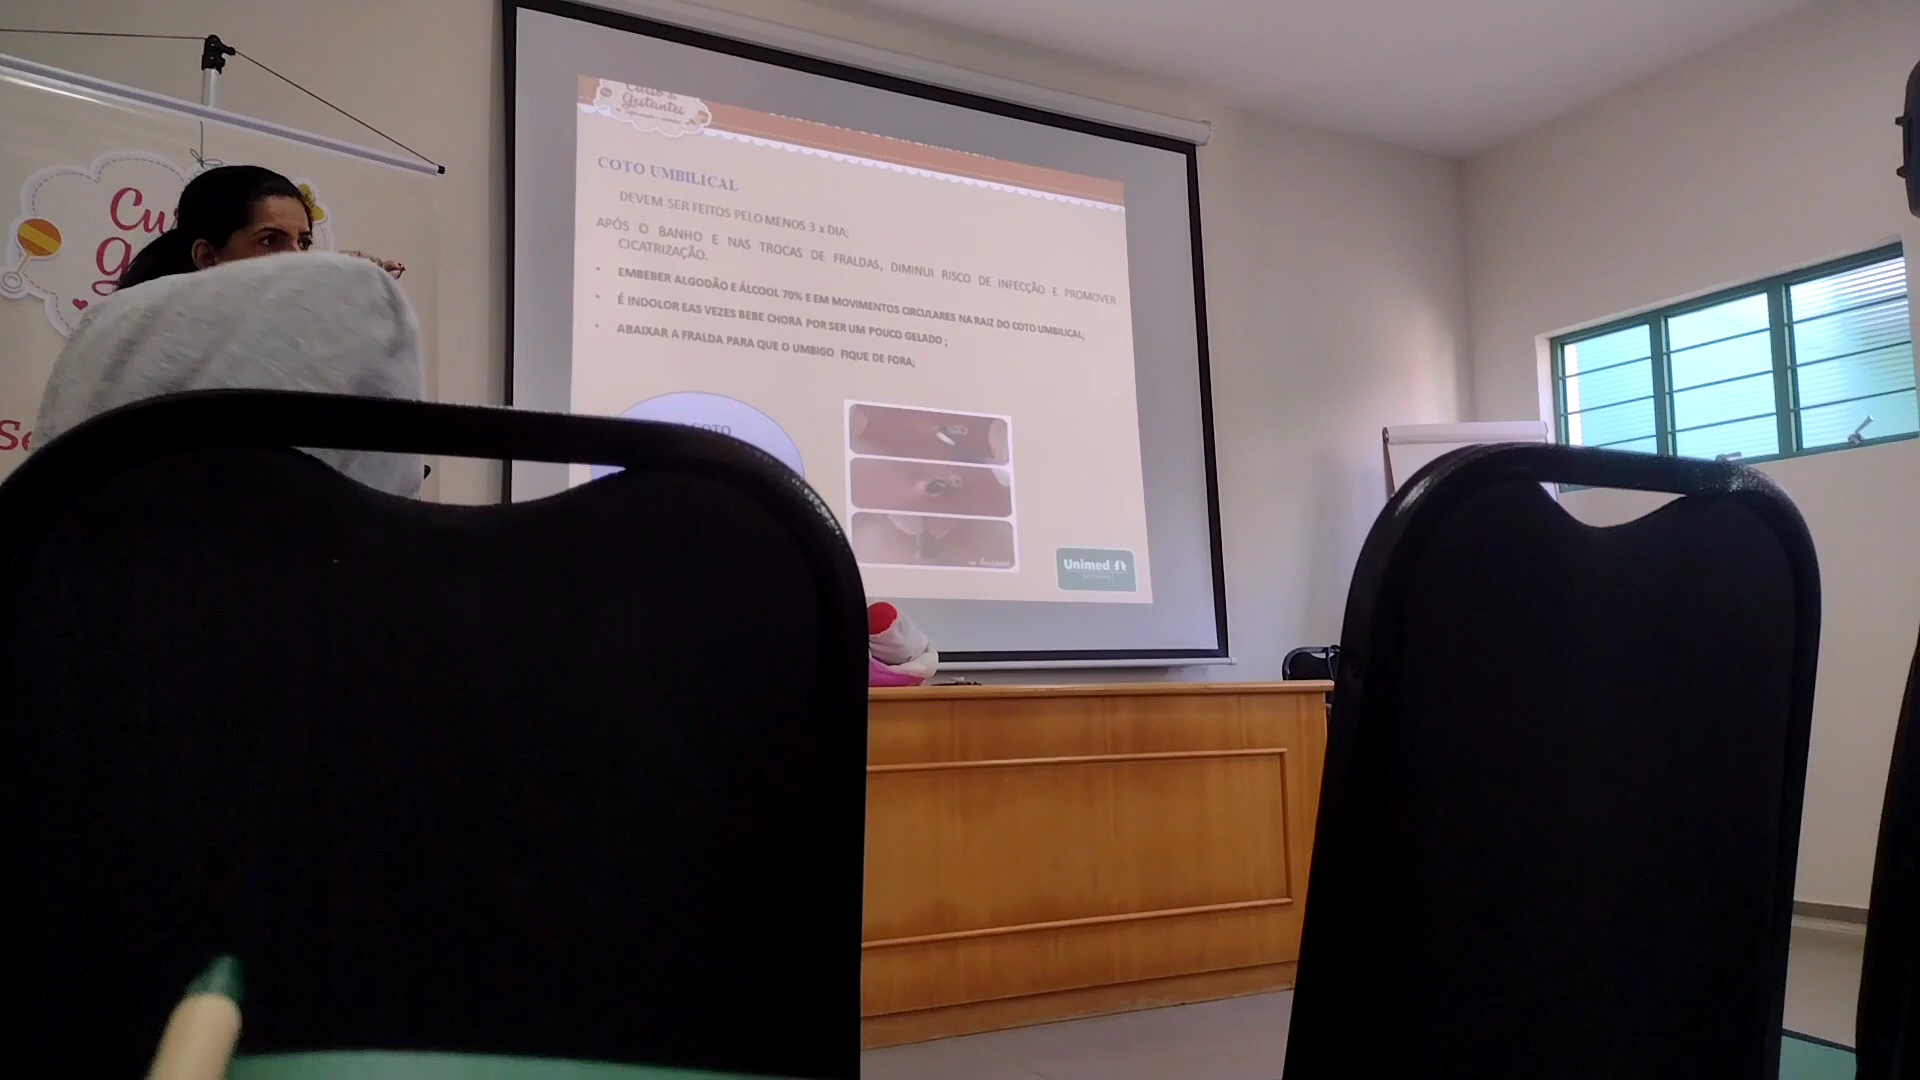 Cu
g
Se
Curso de
gestantes
COTO UMBILICAL
DEVEM SER FEITOS PELO MENOS 3 x DIA:
APÓS O BANHO E NAS TROCAS DE FRALDAS, DIMINUI RISCO DE INFECÇÃO E PROMOVER
CICATRIZAÇÃO.
• EMBEBER ALGODÃO E ÁLCOOL 70% E EM MOVIMENTOS CIRCULARES NA RAIZ DO COTO UMBILICAL;
• É INDOLOR EAS VEZES BEBE CHORA POR SER UM POUCO GELADO ;
• ABAIXAR A FRALDA PARA QUE O UMBIGO FIQUE DE FORA;
COTO
Unimed